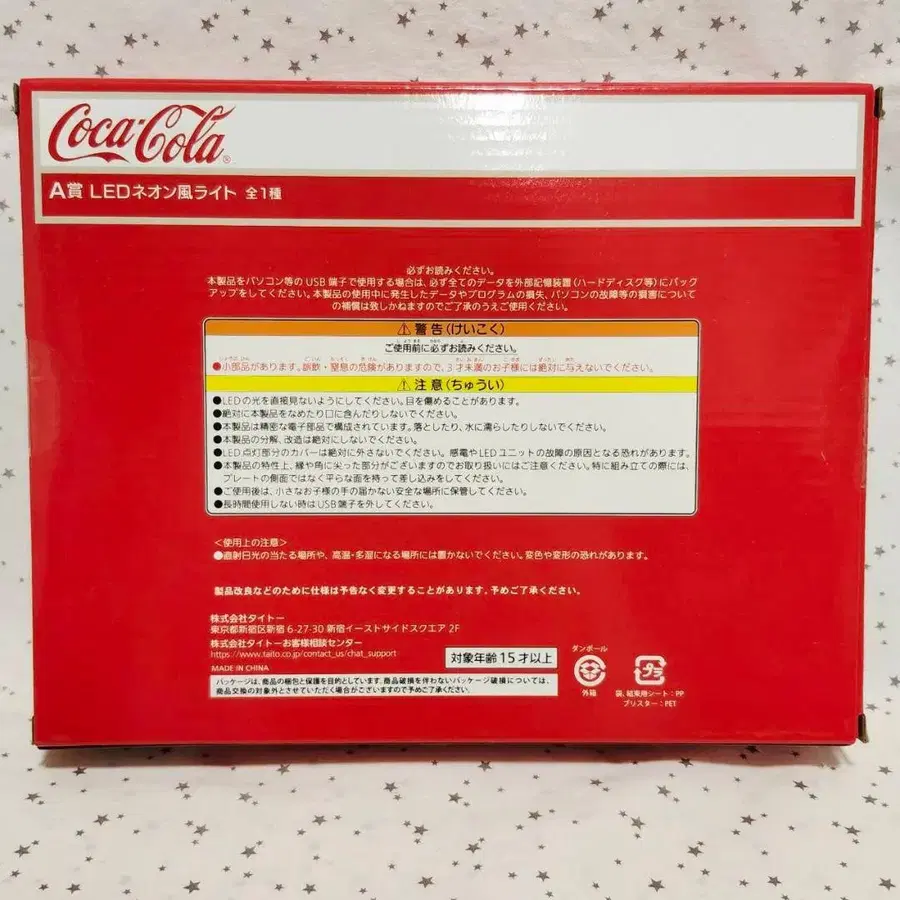 Coca-Cola®
A賞 LEDネオン風ライト 全1種
必ずお読みください。
本製品をパソコン等のUSB端子で使用する場合は、必ず全てのデータを外部記憶装置(ハードディスク等)にバック
アップをしてください。本製品の使用中に発生したデータやプログラムの損失、パソコンの故障等の損害について
の補償は致しかねますのでご了承のうえご使用ください。
⚠警告(けいこく)
ご使用前に必ずお読みください。
●小部品があります。誤飲・窒息の危険がありますので、3才未満のお子様には絶対に与えないでください。
⚠注意(ちゅうい)
●LEDの光を直接見ないようにしてください。目を傷めることがあります。
●絶対に本製品をなめたり口に含んだりしないでください。
●本製品は精密な電子部品で構成されています。落としたり、水に濡らしたりしないでください。
●本製品の分解、改造は絶対にしないでください。
●LED点灯部分のカバーは絶対に外さないでください。感電やLEDユニットの故障の原因となる恐れがあります。
●本製品の特性上、縁や角に尖った部分がございますのでお取り扱いにはご注意ください。特に組み立ての際には、
プレートの側面ではなく平らな面を持って差し込みをしてください。
●ご使用後は、小さなお子様の手の届かない安全な場所に保管してください。
●長時間使用しない時はUSB端子を外してください。
<使用上の注意>
●直射日光の当たる場所や、高温・多湿になる場所には置かないでください。変色や変形の恐れがあります。
製品改良などのために仕様は予告なく変更することがあります。予めご了承ください。
株式会社タイトー
東京都新宿区新宿6-27-30 新宿イーストサイドスクエア 2F
株式会社タイトーお客様相談センター
https://www.taito.co.jp/contact_us/chat_support
MADE IN CHINA
対象年齢15才以上
パッケージは、商品の梱包と保護を目的としています。商品破損を伴わないパッケージ破損については、
商品交換の対象外とさせていただく場合がございますので予めご了承ください。
ダンボール
外箱
プラ
袋、結束用シート:PP
ブリスター:PET